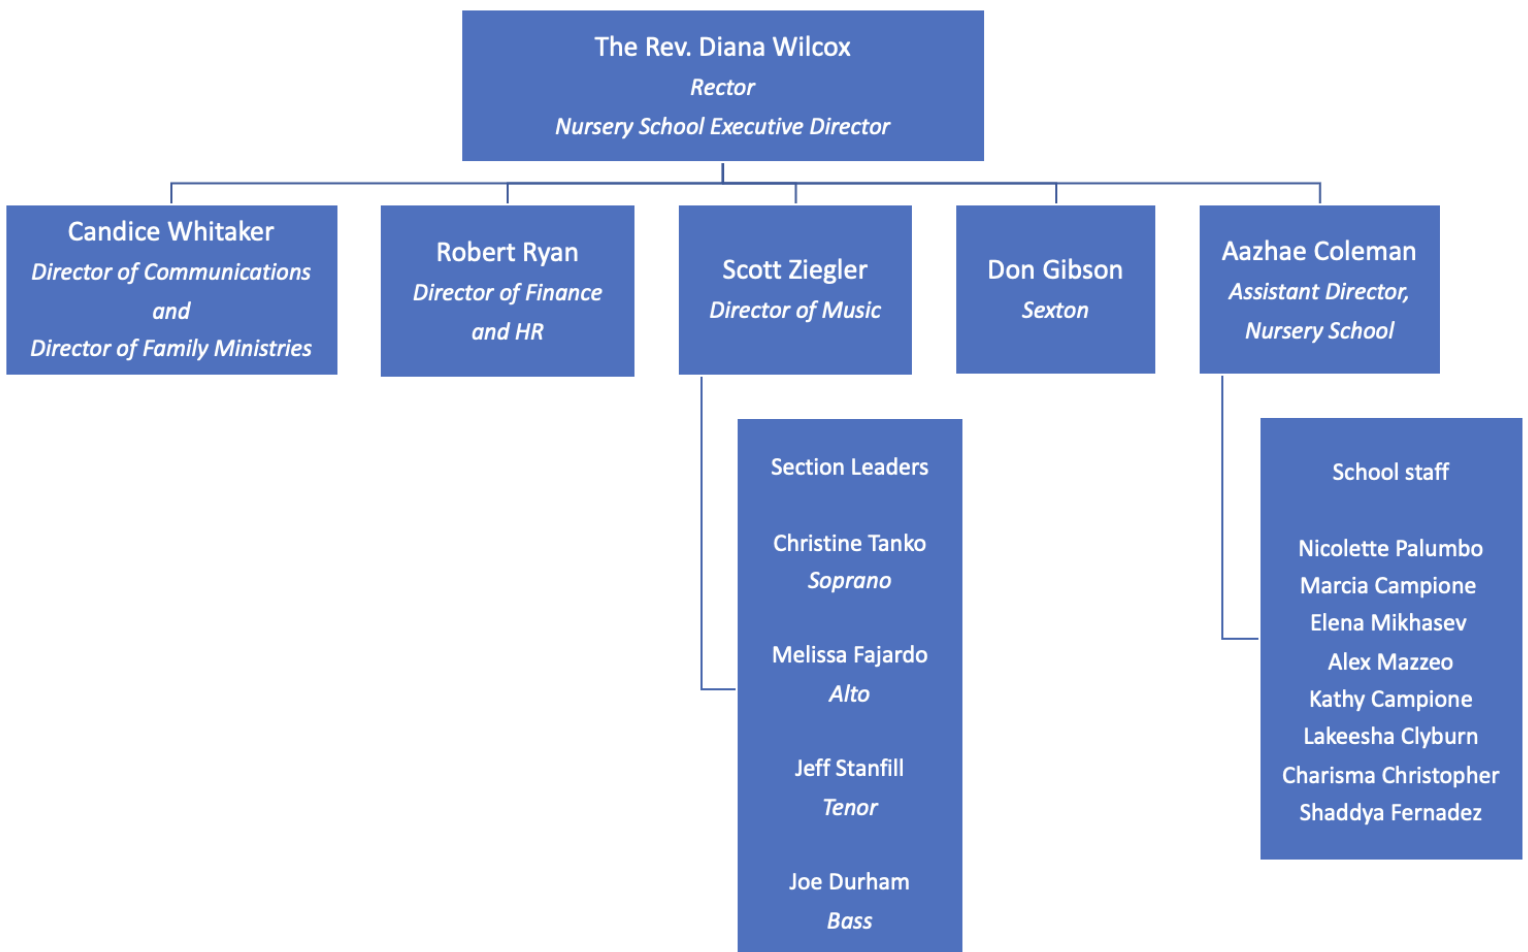 The Rev. Diana Wilcox
Rector
Nursery School Executive Director
Candice Whitaker
Director of Communications
and
Director of Family Ministries
Robert Ryan
Director of Finance
and HR
Scott Ziegler
Director of Music
Don Gibson
Sexton
Aazhae Coleman
Assistant Director,
Nursery School
Section Leaders
Christine Tanko
Soprano
Melissa Fajardo
Alto
Jeff Stanfill
Tenor
Joe Durham
Bass
School staff
Nicolette Palumbo
Marcia Campione
Elena Mikhasev
Alex Mazzeo
Kathy Campione
Lakeesha Clyburn
Charisma Christopher
Shaddya Fernadez